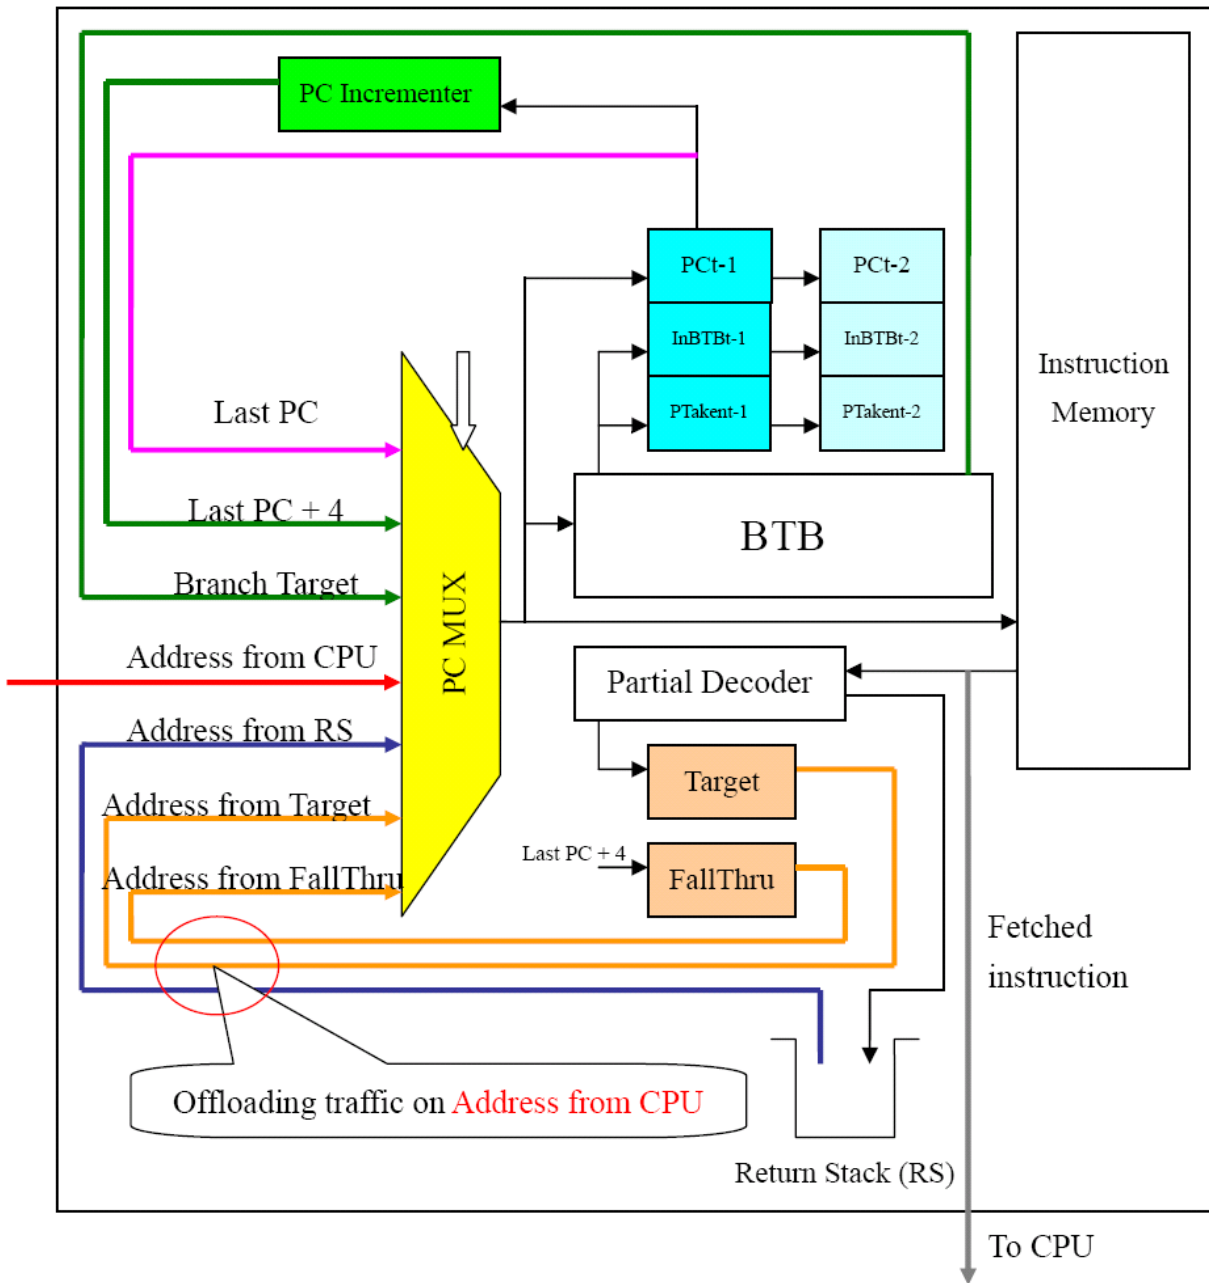 PC Incrementer
PCt-1
PCt-2
InBTBt-1
InBTBt-2
PTakent-1
PTakent-2
Instruction
Memory
Last PC
Last PC + 4
Branch Target
Address from CPU
Address from RS
Address from Target
Address from FallThru
PC MUX
BTB
Partial Decoder
Target
Last PC + 4
FallThru
Fetched
instruction
Offloading traffic on Address from CPU
Return Stack (RS)
To CPU